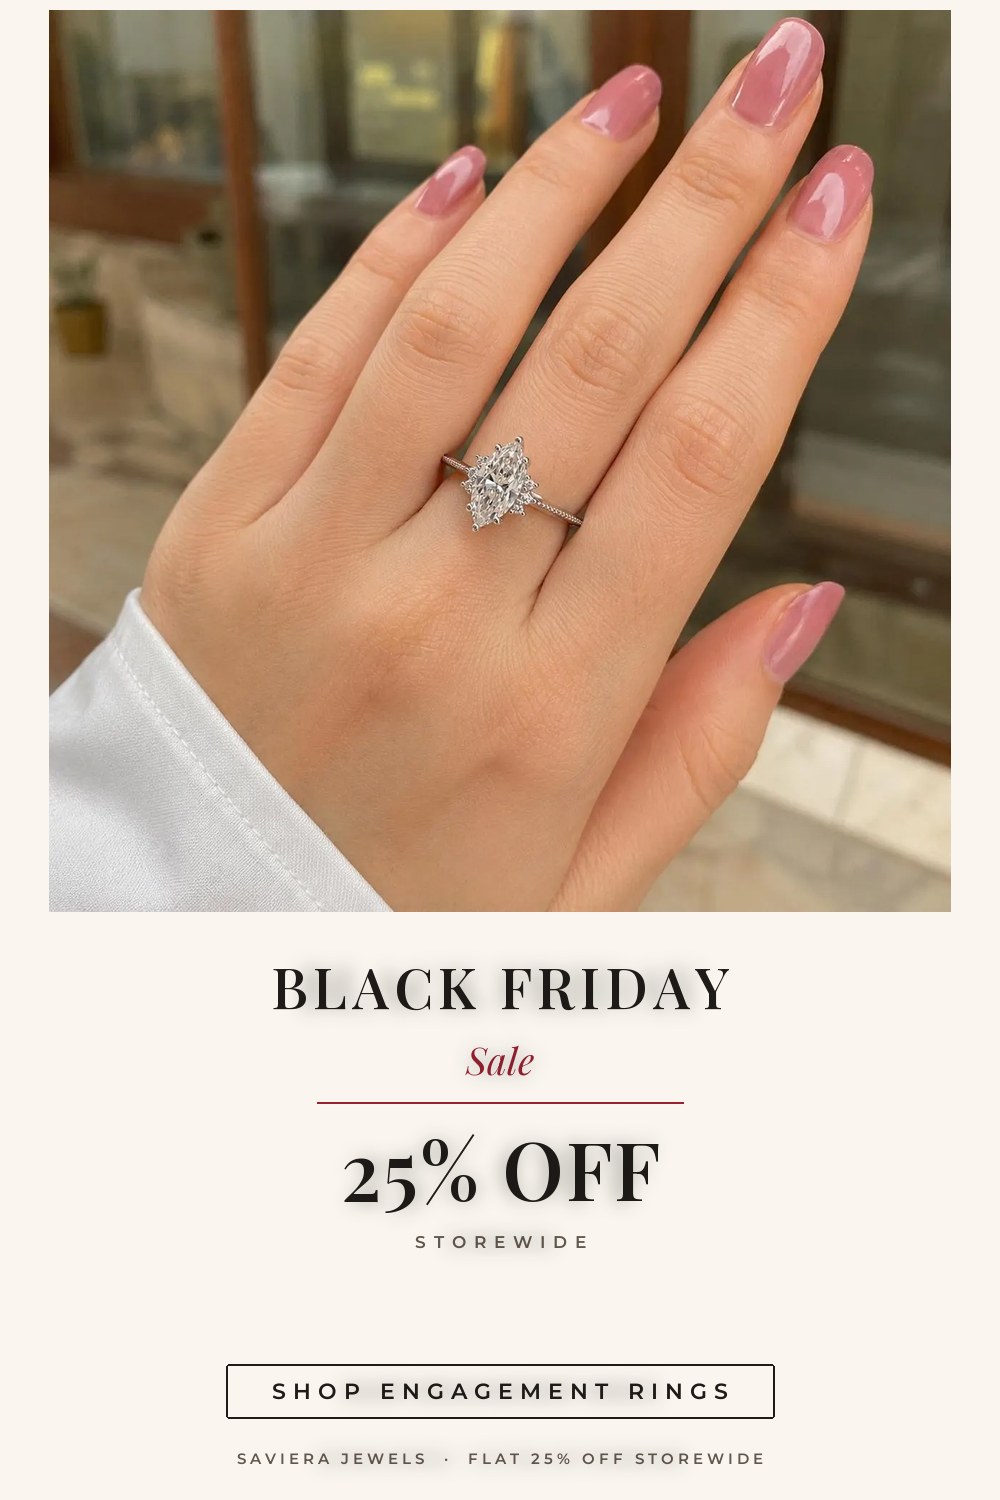 BLACK FRIDAY
Sale
25% OFF
STOREWIDE
SHOP ENGAGEMENT RINGS
SAVIERA JEWELS · FLAT 25% OFF STOREWIDE